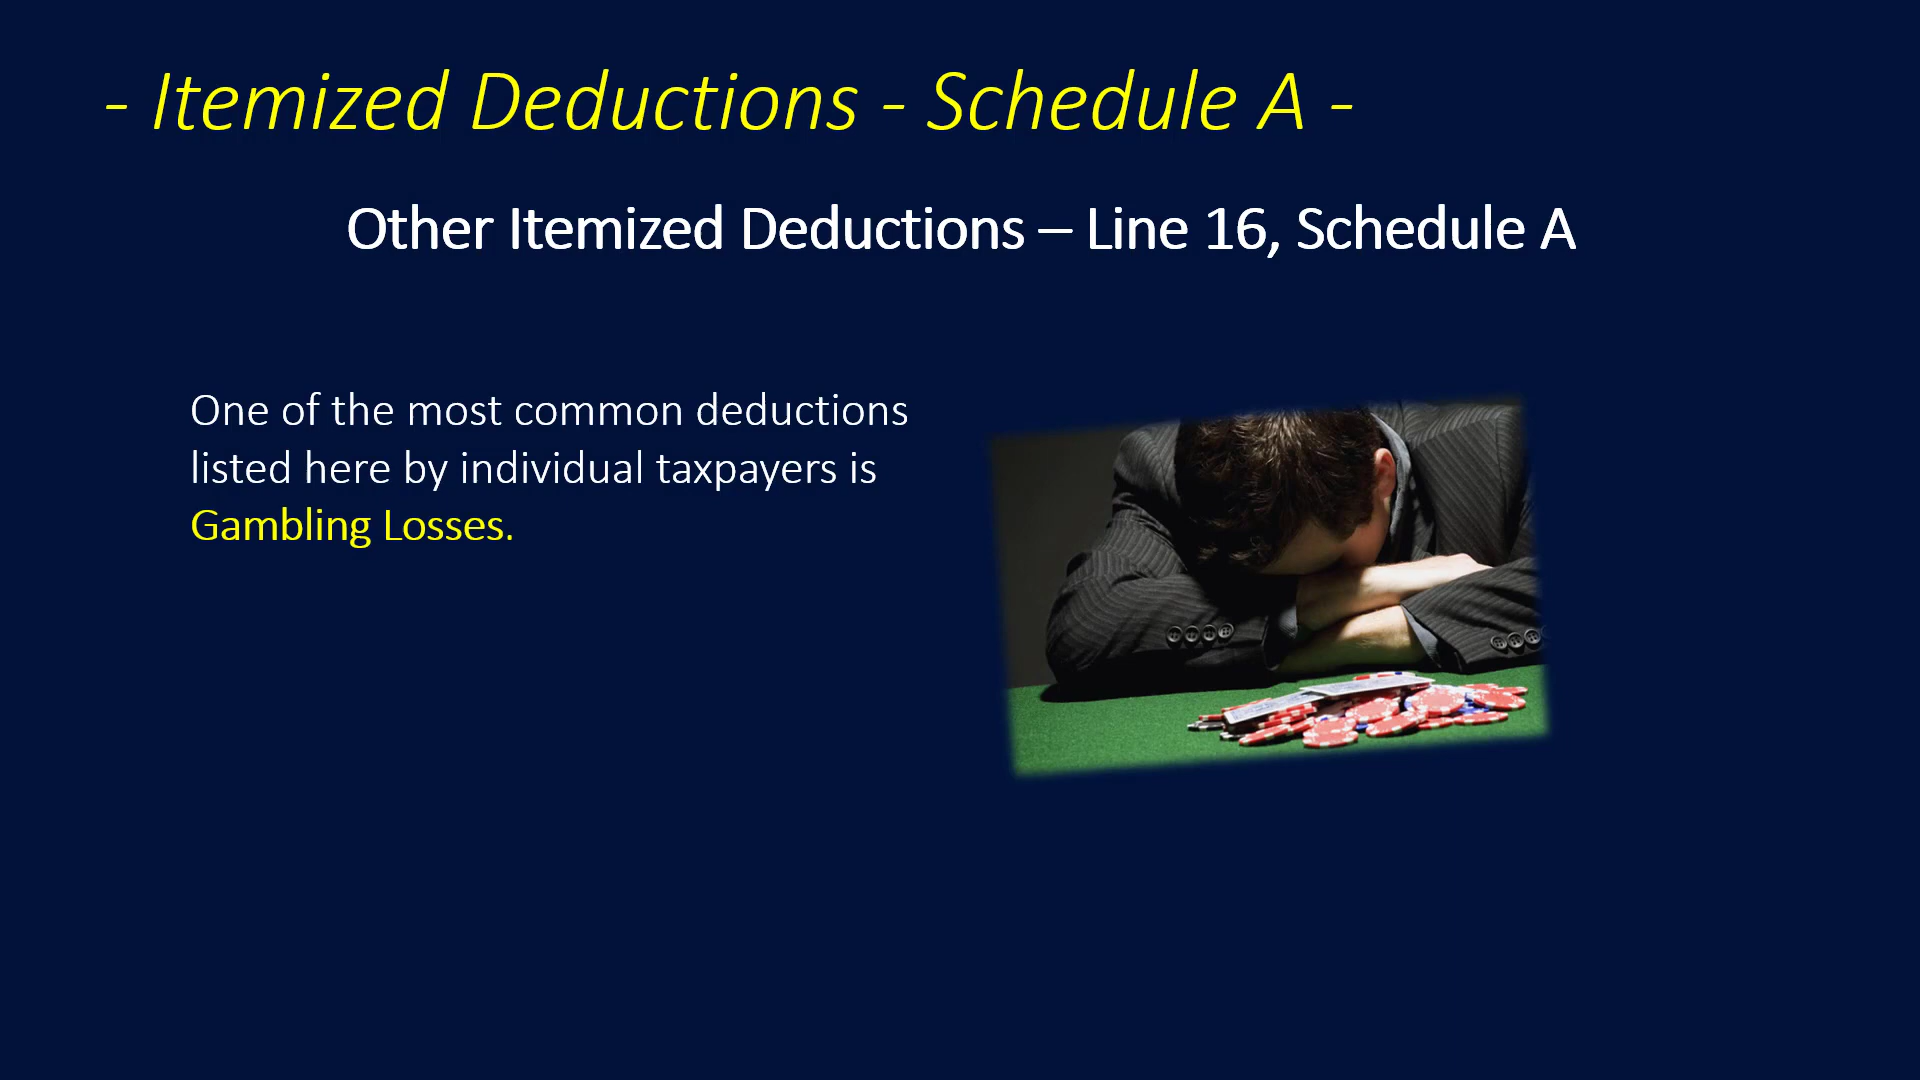 - Itemized Deductions - Schedule A -
Other Itemized Deductions – Line 16, Schedule A
One of the most common deductions
listed here by individual taxpayers is
Gambling Losses.